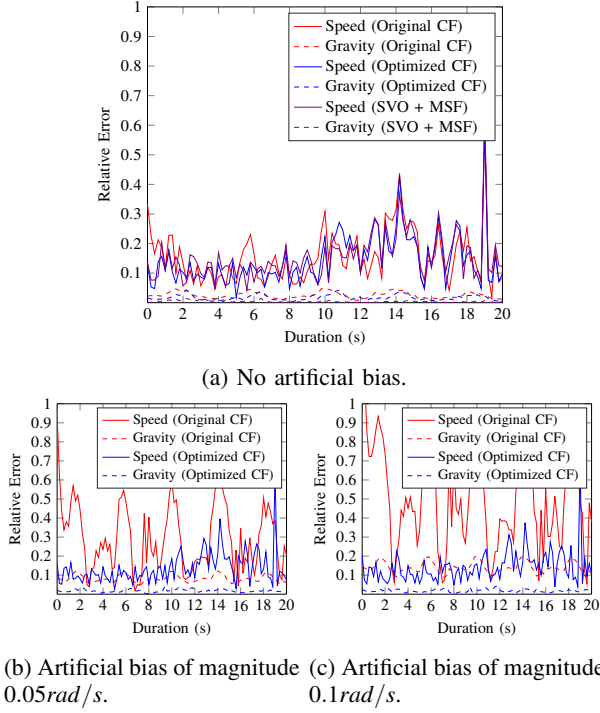 Speed (Original CF)
Gravity (Original CF)
Speed (Optimized CF)
Gravity (Optimized CF)
Speed (SVO + MSF)
Gravity (SVO + MSF)
Relative Error
1
0.9
0.8
0.7
0.6
0.5
0.4
0.3
0.2
0.1
0 2 4 6 8 10 12 14 16 18 20
Duration (s)
(a) No artificial bias.
Speed (Original CF)
Gravity (Original CF)
Speed (Optimized CF)
Gravity (Optimized CF)
Relative Error
1
0.9
0.8
0.7
0.6
0.5
0.4
0.3
0.2
0.1
0 2 4 6 8 10 12 14 16 18 20
Duration (s)
(b) Artificial bias of magnitude
0.05rad/s.
Speed (Original CF)
Gravity (Original CF)
Speed (Optimized CF)
Gravity (Optimized CF)
Relative Error
1
0.9
0.8
0.7
0.6
0.5
0.4
0.3
0.2
0.1
0 2 4 6 8 10 12 14 16 18 20
Duration (s)
(c) Artificial bias of magnitude
0.1rad/s.